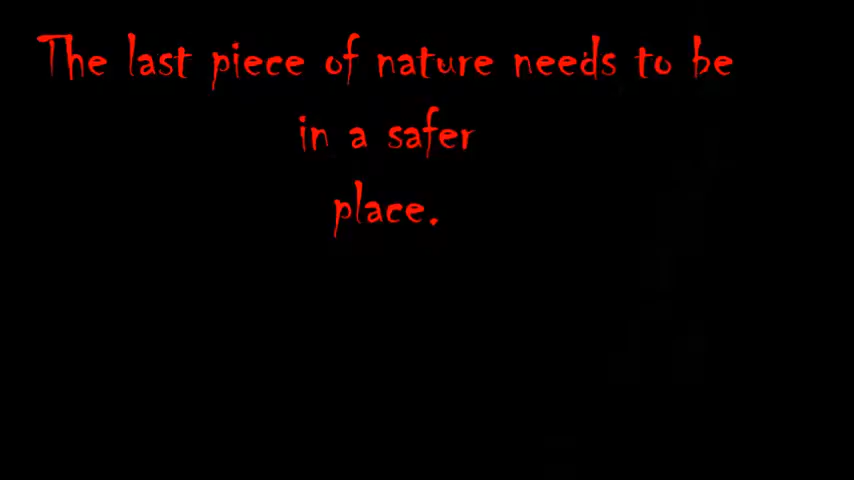 The last piece of nature needs to be
in a safer
place.